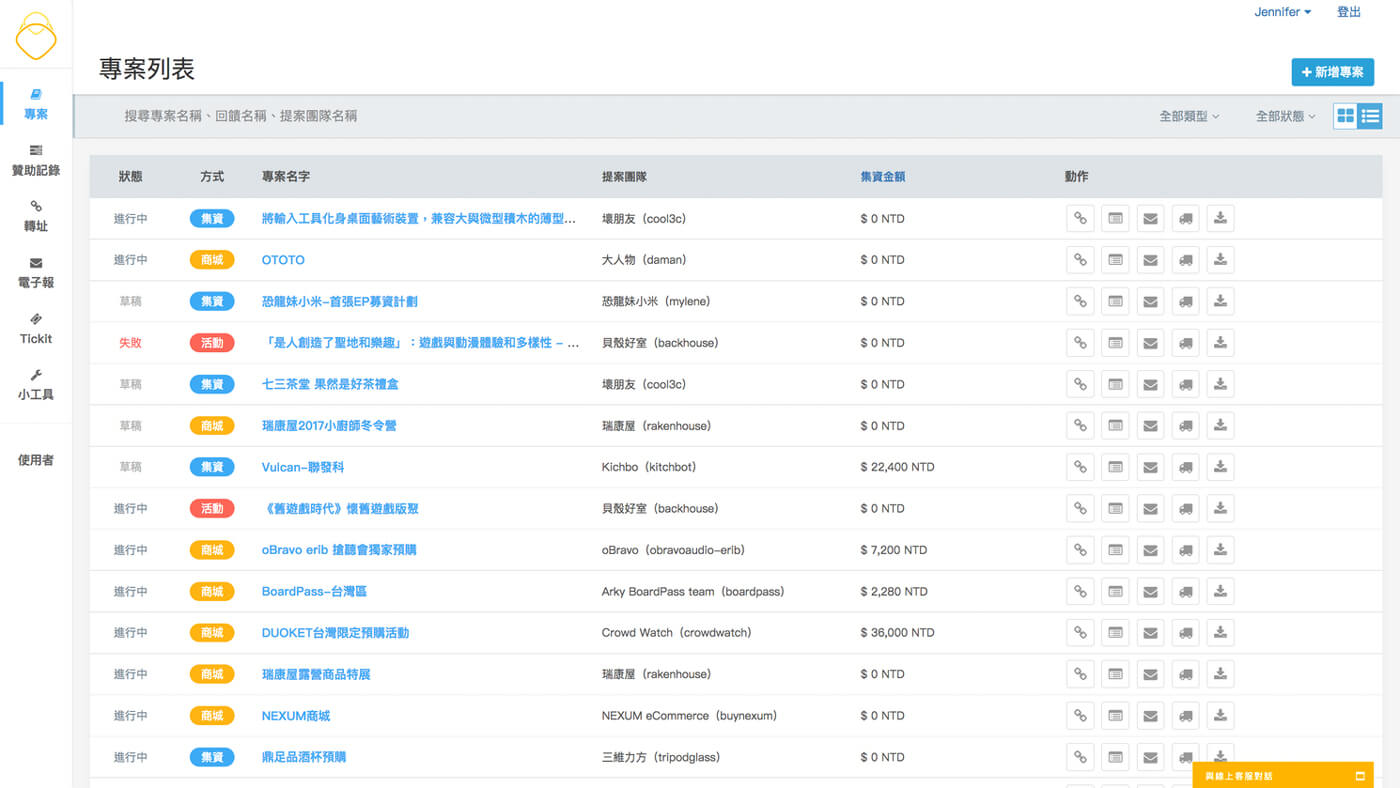 Jennifer 登出
專案列表
+ 新增專案
專案
贊助記錄
轉址
電子報
Tickit
小工具
使用者
搜尋專案名稱、回饋名稱、提案團隊名稱 全部類型 全部狀態
狀態 方式 專案名字 提案團隊 集資金額 動作
進行中 集資 將輸入工具化身桌面藝術裝置，兼容大與微型積木的薄型... 壞朋友（cool3c） $ 0 NTD
進行中 商城 OTOTO 大人物（daman） $ 0 NTD
草稿 集資 恐龍妹小米-首張EP募資計劃 恐龍妹小米（mylene） $ 0 NTD
失敗 活動 「是人創造了聖地和樂趣」：遊戲與動漫體驗和多樣性 - ... 貝殼好室（backhouse） $ 0 NTD
草稿 集資 七三茶堂 果然是好茶禮盒 壞朋友（cool3c） $ 0 NTD
草稿 商城 瑞康屋2017小廚師冬令營 瑞康屋（rakenhouse） $ 0 NTD
草稿 集資 Vulcan-聯發科 Kichbo（kitchbot） $ 22,400 NTD
進行中 活動 《舊遊戲時代》懷舊遊戲版聚 貝殼好室（backhouse） $ 0 NTD
進行中 商城 oBravo erib 搶聽會獨家預購 oBravo（obravoaudio-erib） $ 7,200 NTD
進行中 商城 BoardPass-台灣區 Arky BoardPass team（boardpass） $ 2,280 NTD
進行中 商城 DUOKET台灣限定預購活動 Crowd Watch（crowdwatch） $ 36,000 NTD
進行中 商城 瑞康屋露營商品特展 瑞康屋（rakenhouse） $ 0 NTD
進行中 商城 NEXUM商城 NEXUM eCommerce（buynexum） $ 0 NTD
進行中 集資 鼎足品酒杯預購 三維力方（tripodglass） $ 0 NTD
與線上客服對話